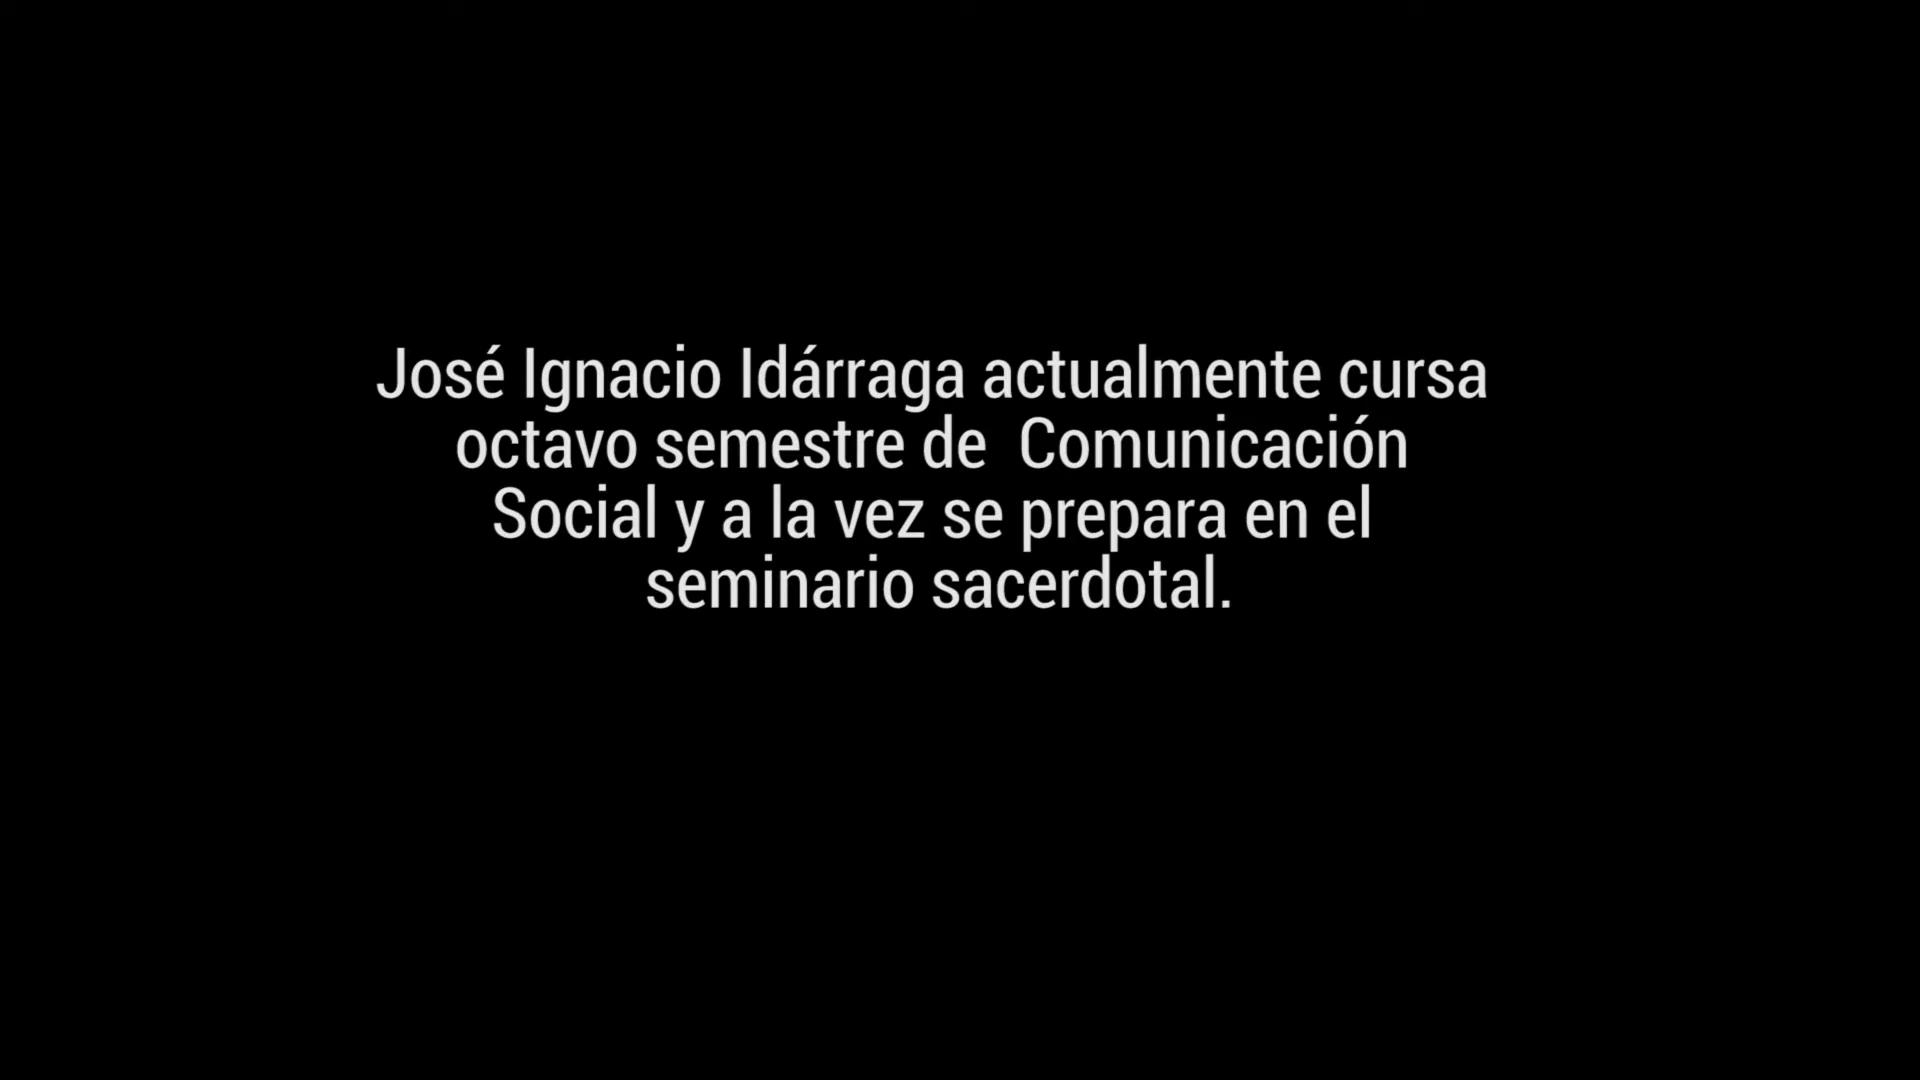 José Ignacio Idárraga actualmente cursa
octavo semestre de  Comunicación
Social y a la vez se prepara en el
seminario sacerdotal.